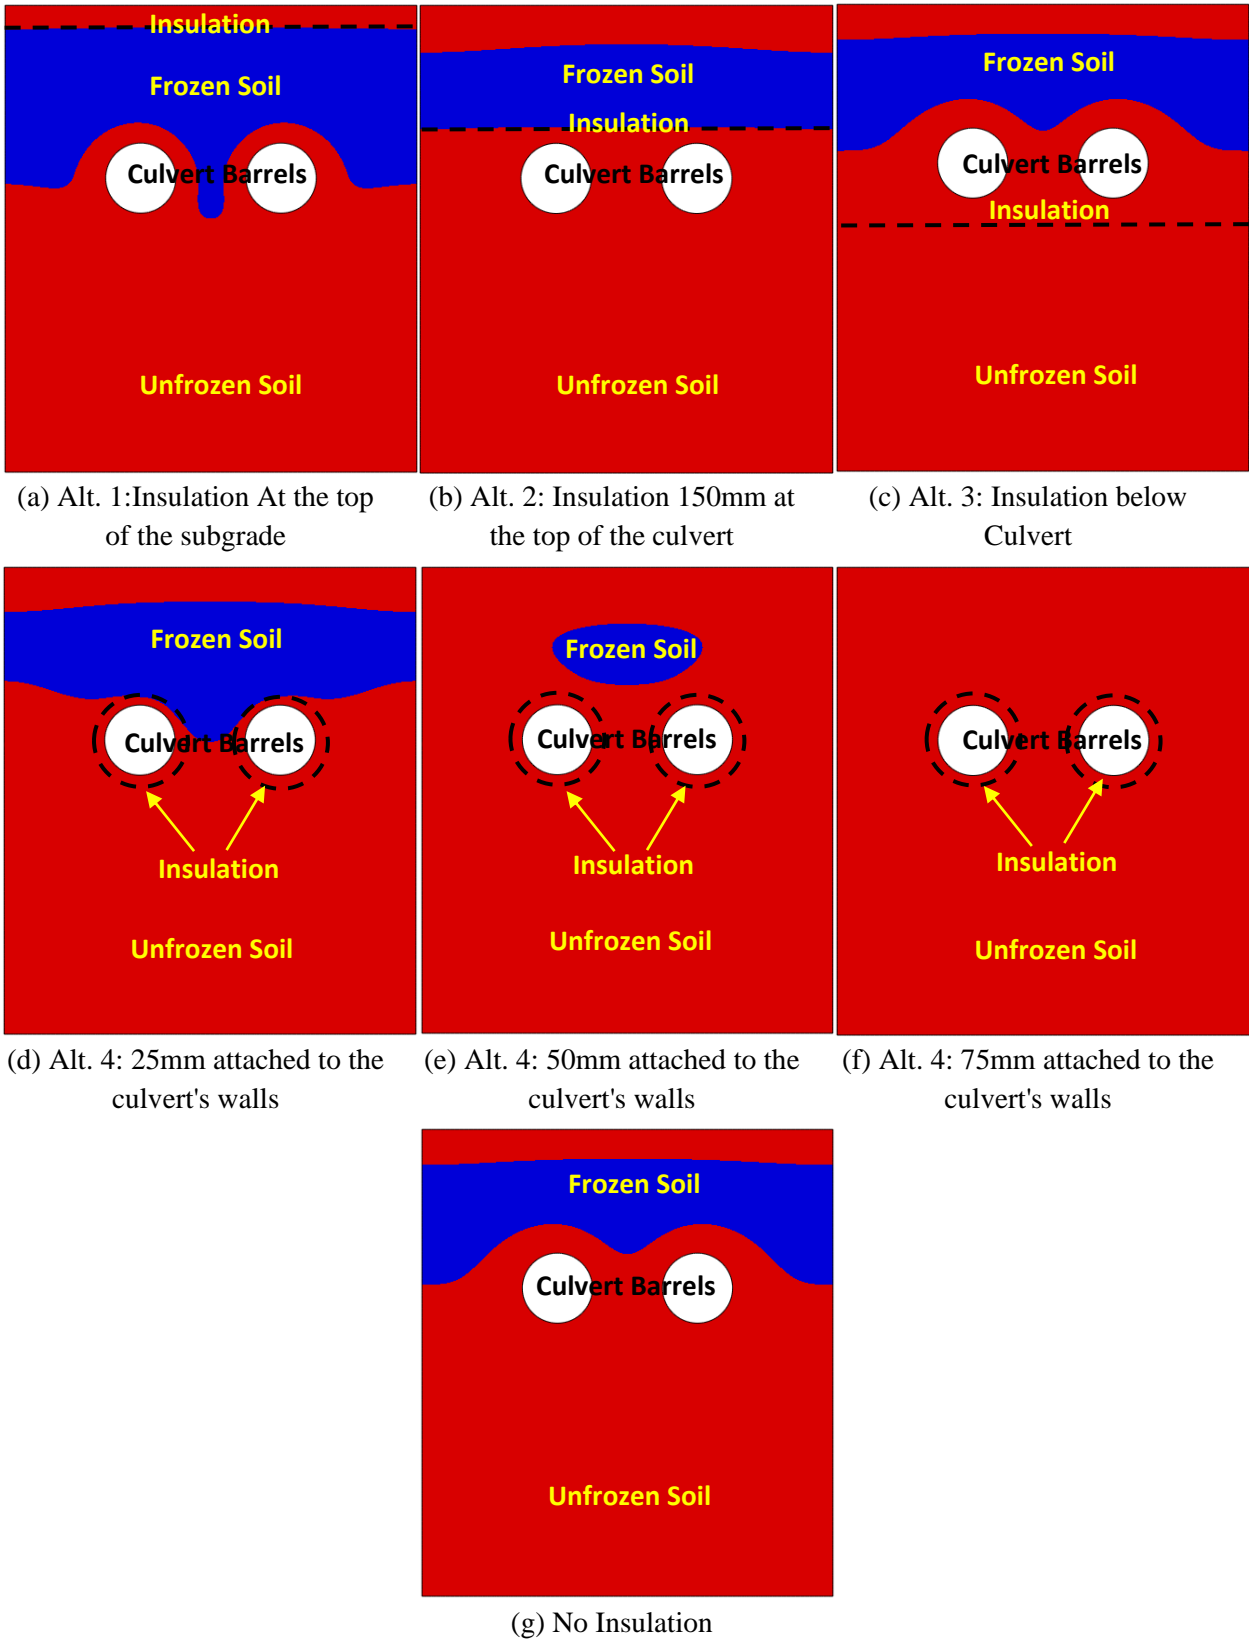 Insulation
Frozen Soil
Culvert Barrels
Unfrozen Soil
(a) Alt. 1:Insulation At the top
of the subgrade
Frozen Soil
Insulation
Culvert Barrels
Unfrozen Soil
(b) Alt. 2: Insulation 150mm at
the top of the culvert
Frozen Soil
Culvert Barrels
Insulation
Unfrozen Soil
(c) Alt. 3: Insulation below
Culvert
Frozen Soil
Culvert Barrels
Insulation
Unfrozen Soil
(d) Alt. 4: 25mm attached to the
culvert's walls
Frozen Soil
Culvert Barrels
Insulation
Unfrozen Soil
(e) Alt. 4: 50mm attached to the
culvert's walls
Culvert Barrels
Insulation
Unfrozen Soil
(f) Alt. 4: 75mm attached to the
culvert's walls
Frozen Soil
Culvert Barrels
Unfrozen Soil
(g) No Insulation